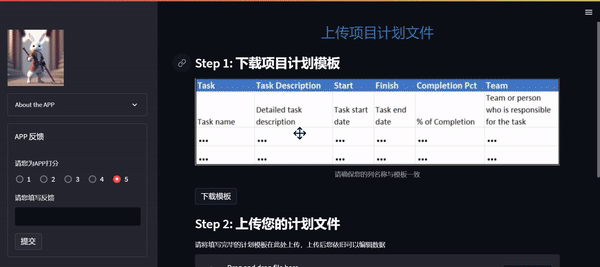 About the APP
APP 反馈
请您为APP打分
1 2 3 4 5
请您填写反馈
提交
上传项目计划文件
Step 1: 下载项目计划模板
Task Task Description Start Finish Completion Pct Team
Task name Detailed task description Task start date Task end date % of Completion Team or person who is responsible for the task
... ... ... ... ... ...
... ... ... ... ... ...
请确保您的列名称与模板一致
下载模板
Step 2: 上传您的计划文件
请将填写完毕的计划模板在此处上传，上传后您依旧可以编辑数据
Drag and drop file here